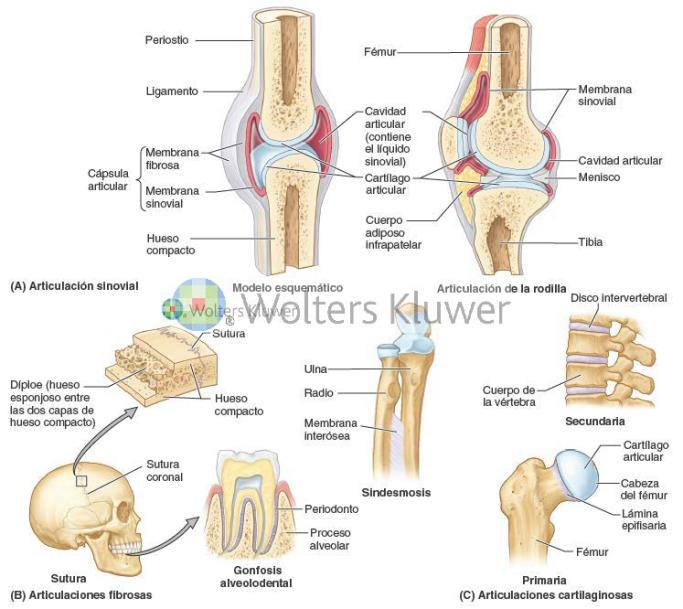 Periostio
Ligamento
Cápsula
articular
Membrana
fibrosa
Membrana
sinovial
Hueso
compacto
Fémur
Cavidad
articular
(contiene
el líquido
sinovial)
Cartílago
articular
Cuerpo
adiposo
infrapatelar
Membrana
sinovial
Cavidad articular
Menisco
Tibia
(A) Articulación sinovial
Modelo esquemático
Articulación de la rodilla
Wolters Kluwer
® Wolters Kluwer
Sutura
Díploe (hueso
esponjoso entre
las dos capas de
hueso compacto)
Hueso
compacto
Sutura
coronal
Sutura
Periodonto
Proceso
alveolar
Gonfosis
alveolodental
Ulna
Radio
Membrana
interósea
Sindesmosis
Disco intervertebral
Cuerpo de
la vértebra
Secundaria
Cartílago
articular
Cabeza
del fémur
Lámina
epifisaria
Fémur
Primaria
(B) Articulaciones fibrosas
(C) Articulaciones cartilaginosas